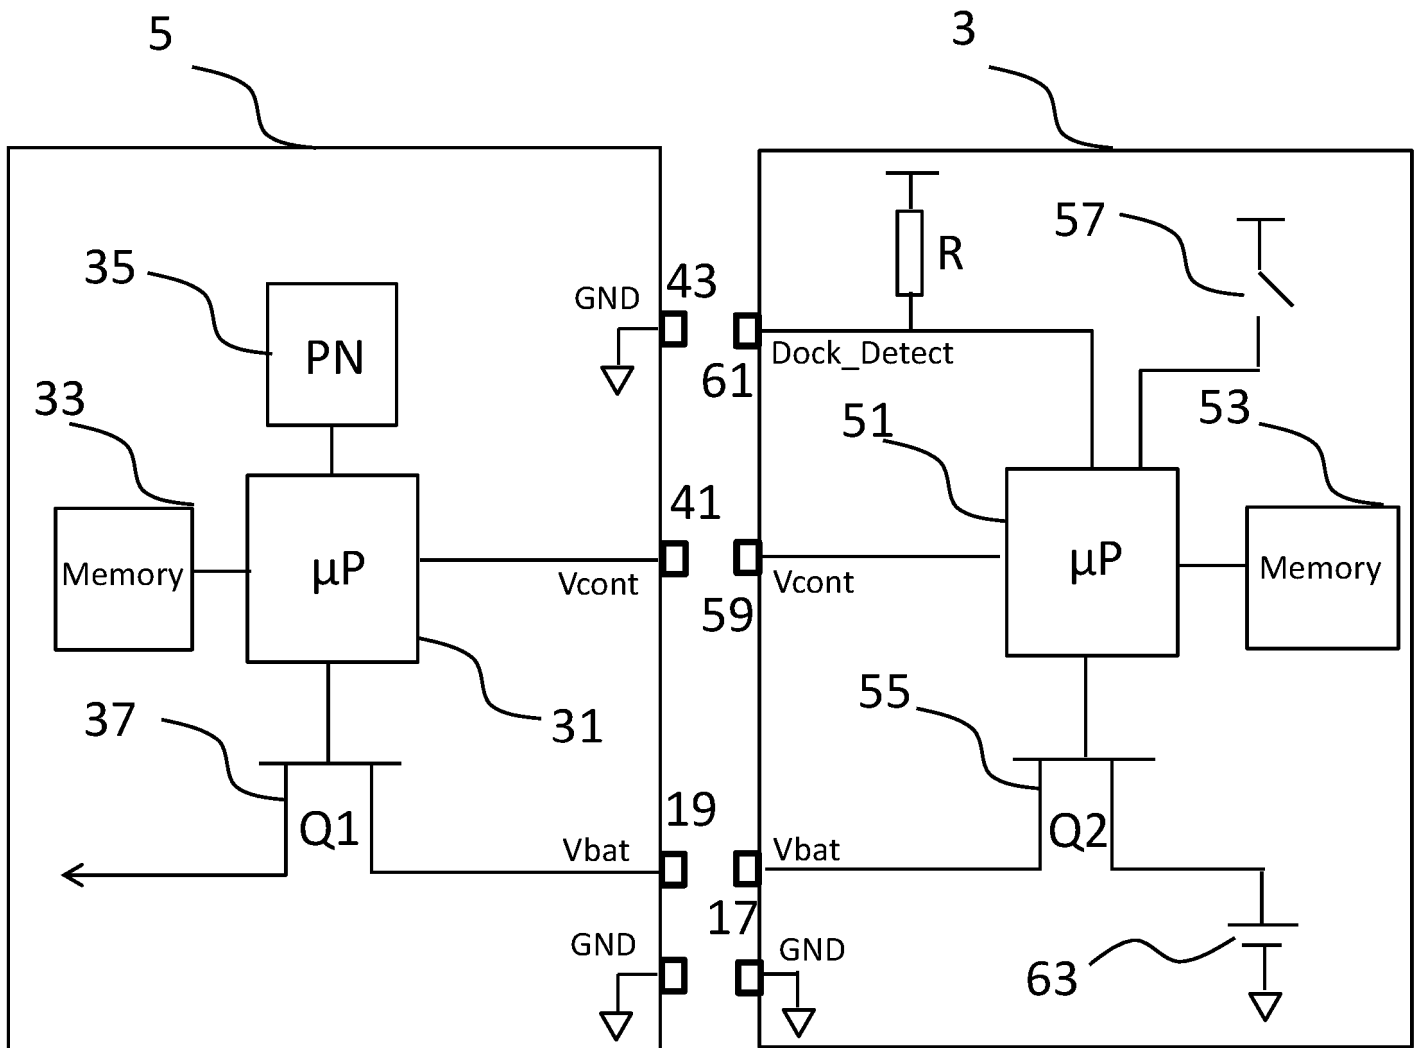 5
3
35
PN
33
Memory
µP
31
37
Q1
GND
43
41
Vcont
19
Vbat
GND
R
57
61
Dock_Detect
51
53
59
Vcont
µP
Memory
55
Q2
Vbat
17
GND
63